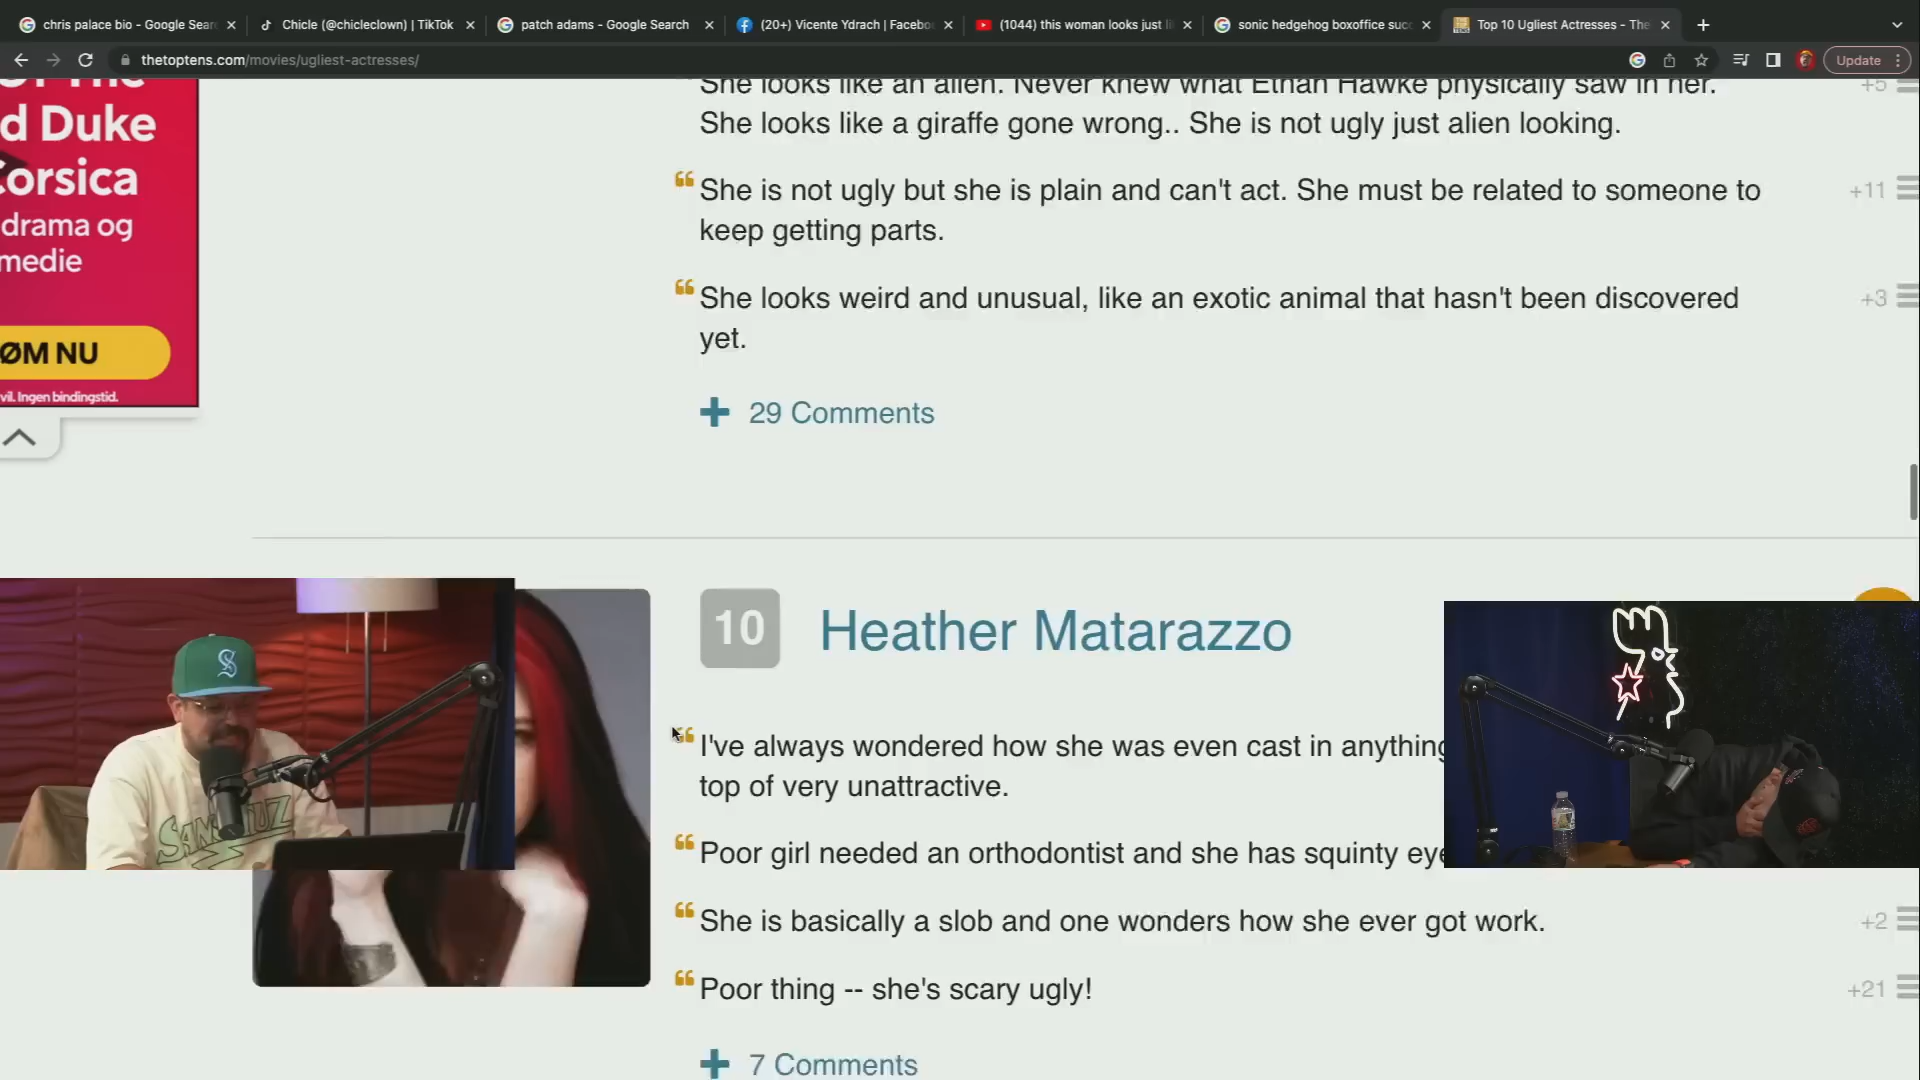 chris palace bio - Google Sear
Chicle (@chicleclown) | TikTok
patch adams - Google Search
(20+) Vicente Ydrach | Facebo
(1044) this woman looks just li
sonic hedgehog boxoffice suc
Top 10 Ugliest Actresses - The
thetoptens.com/movies/ugliest-actresses/
Update
d Duke
Corsica
drama og
medie
ØM NU
vil. Ingen bindingstid.
She looks like an alien. Never knew what Ethan Hawke physically saw in her.
+5
She looks like a giraffe gone wrong.. She is not ugly just alien looking.
She is not ugly but she is plain and can't act. She must be related to someone to
+11
keep getting parts.
She looks weird and unusual, like an exotic animal that hasn't been discovered
+3
yet.
29 Comments
10
Heather Matarazzo
I've always wondered how she was even cast in anything
top of very unattractive.
Poor girl needed an orthodontist and she has squinty eye
She is basically a slob and one wonders how she ever got work.
+2
Poor thing -- she's scary ugly!
+21
7 Comments